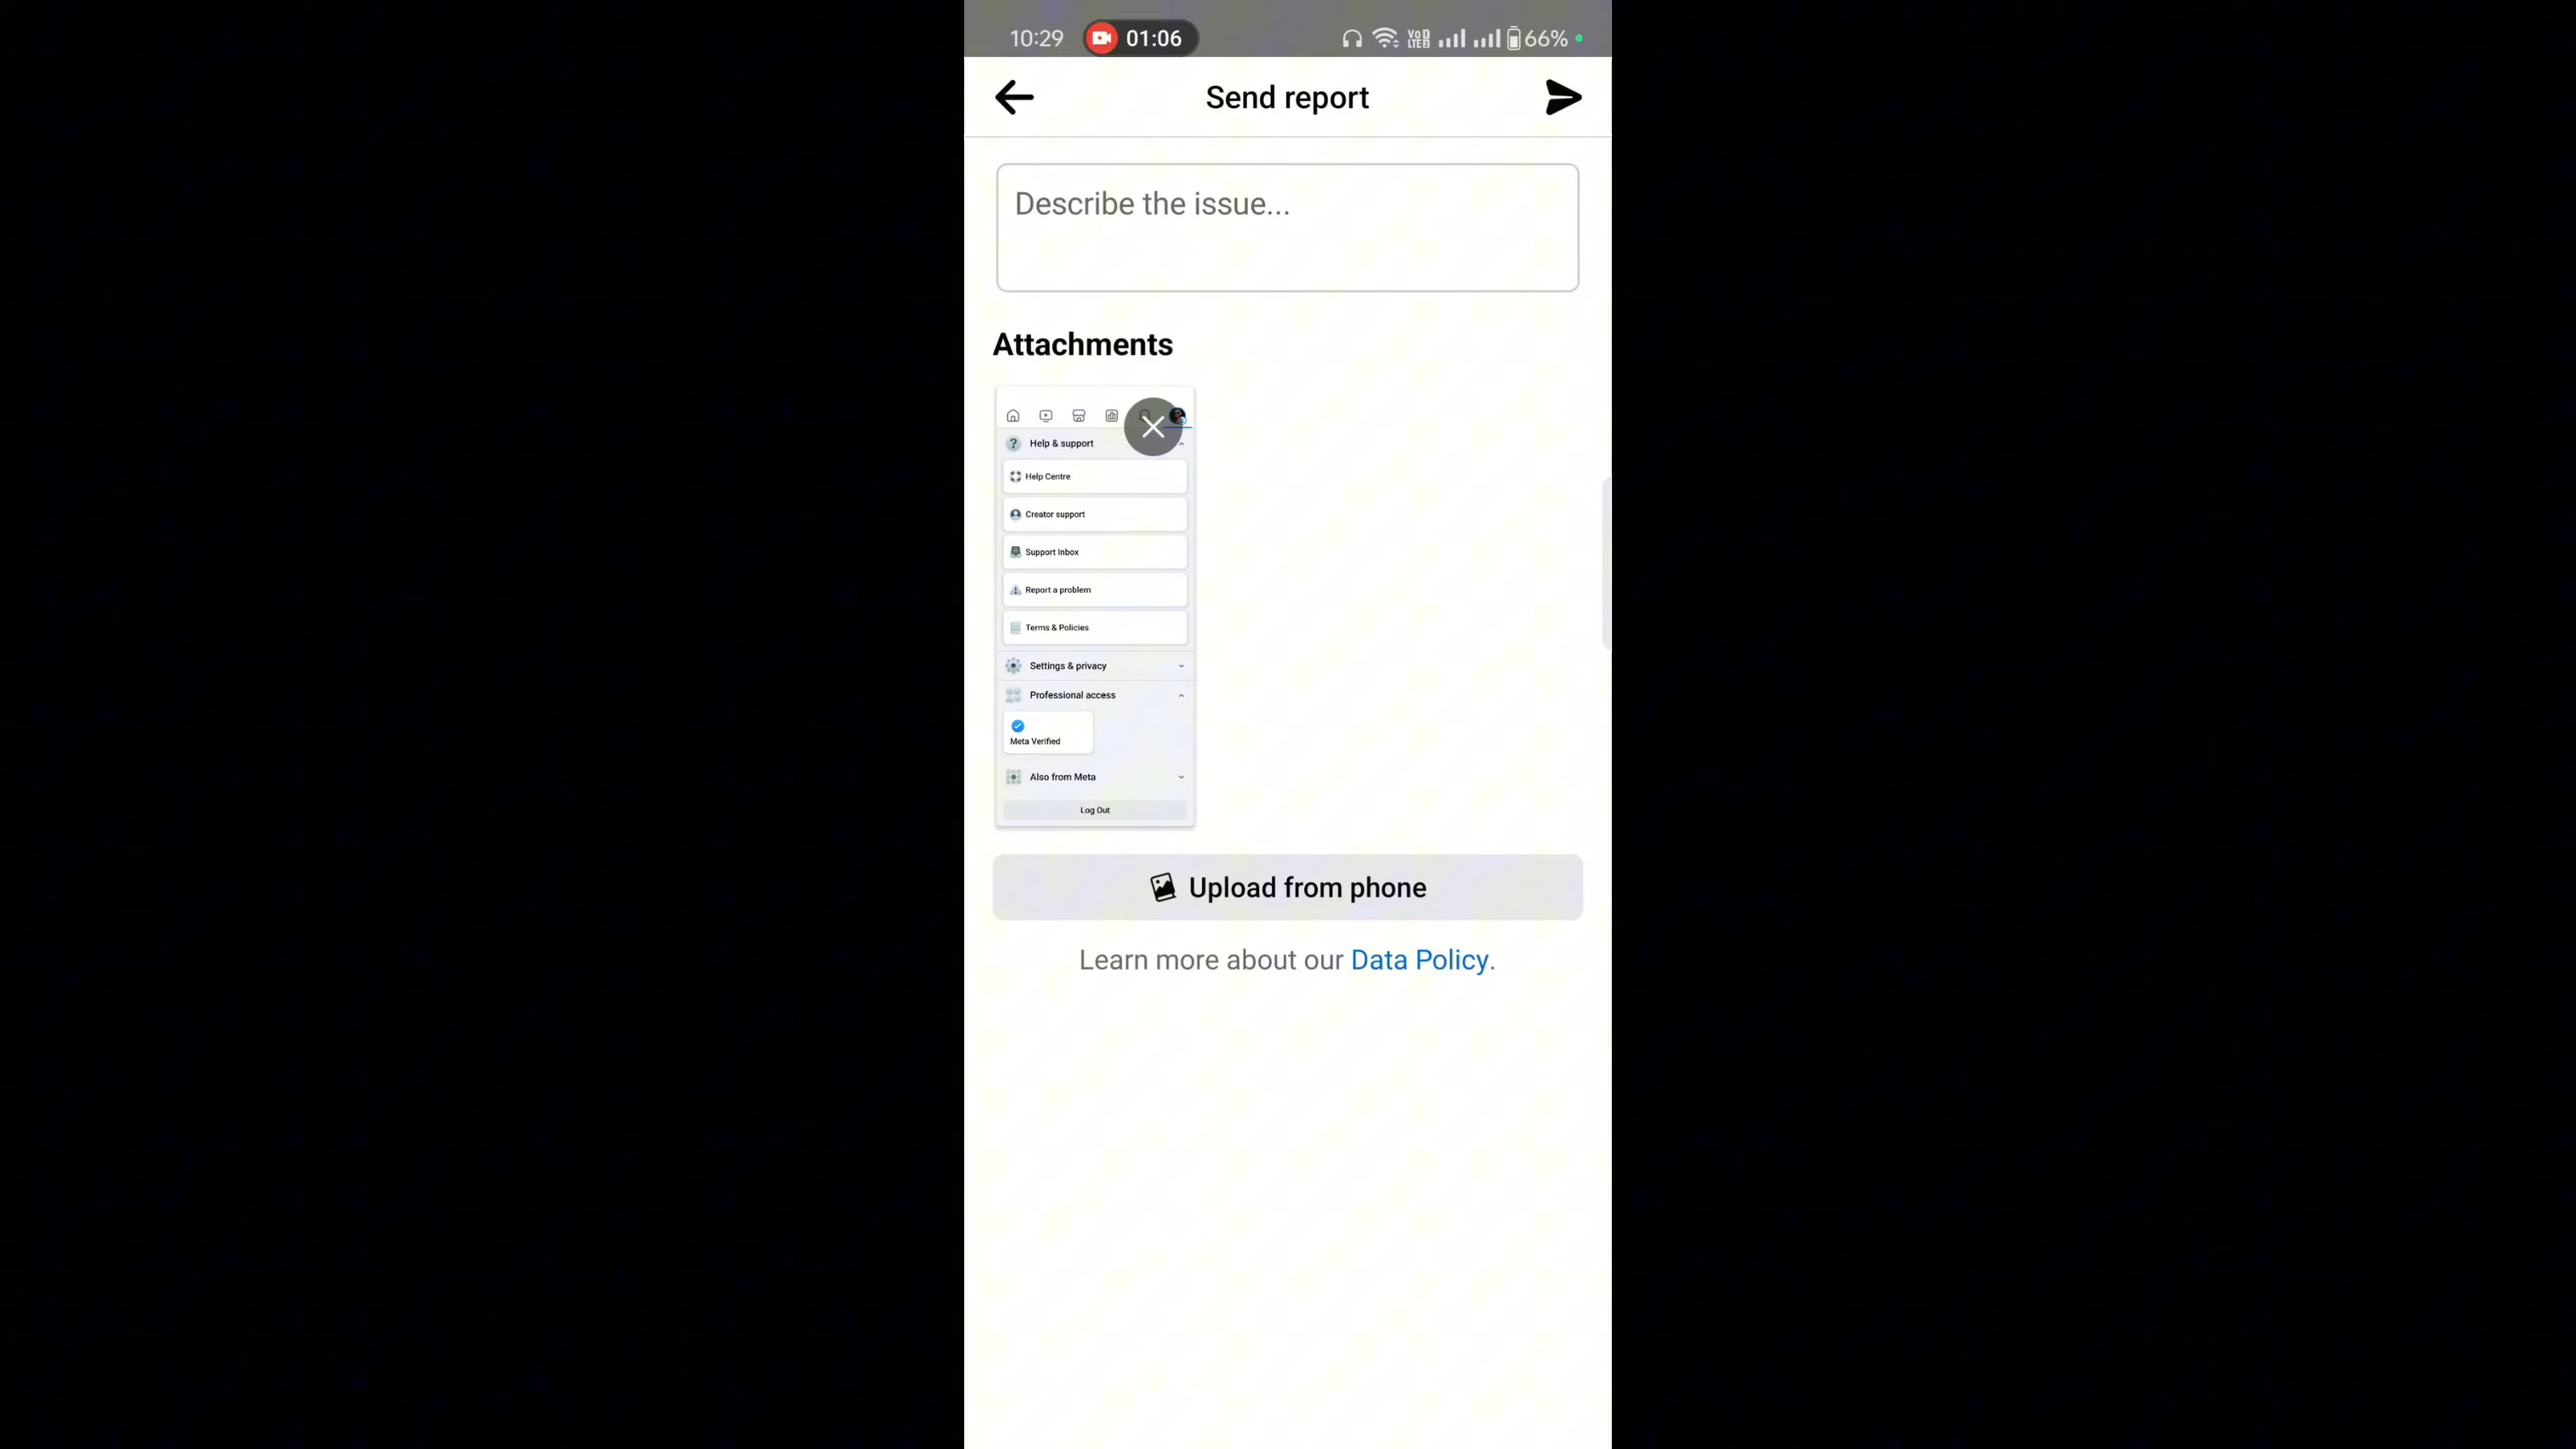 10:29 01:06 66%
Send report
Describe the issue...
Attachments
Help & support
Help Centre
Creator support
Support Inbox
Report a problem
Terms & Policies
Settings & privacy
Professional access
Meta Verified
Also from Meta
Log Out
Upload from phone
Learn more about our Data Policy.